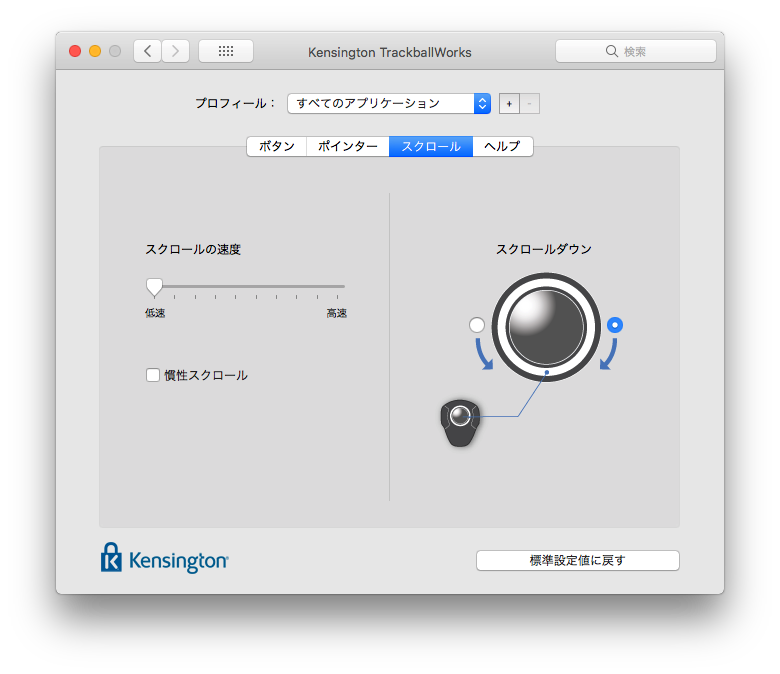 Kensington TrackballWorks
検索
プロフィール：
すべてのアプリケーション
+ -
ボタン ポインター スクロール ヘルプ
スクロールの速度
低速 高速
慣性スクロール
スクロールダウン
Kensington
標準設定値に戻す